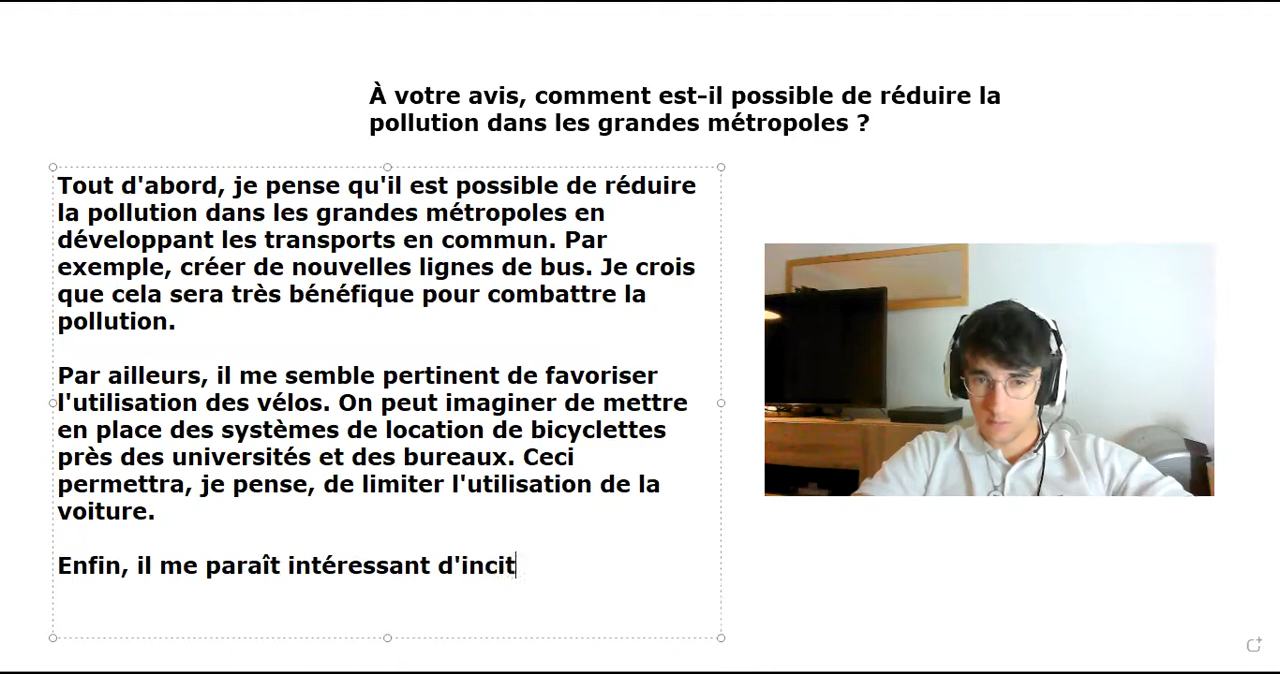 À votre avis, comment est-il possible de réduire la
pollution dans les grandes métropoles ?
Tout d'abord, je pense qu'il est possible de réduire
la pollution dans les grandes métropoles en
développant les transports en commun. Par
exemple, créer de nouvelles lignes de bus. Je crois
que cela sera très bénéfique pour combattre la
pollution.
Par ailleurs, il me semble pertinent de favoriser
l'utilisation des vélos. On peut imaginer de mettre
en place des systèmes de location de bicyclettes
près des universités et des bureaux. Ceci
permettra, je pense, de limiter l'utilisation de la
voiture.
Enfin, il me paraît intéressant d'incit